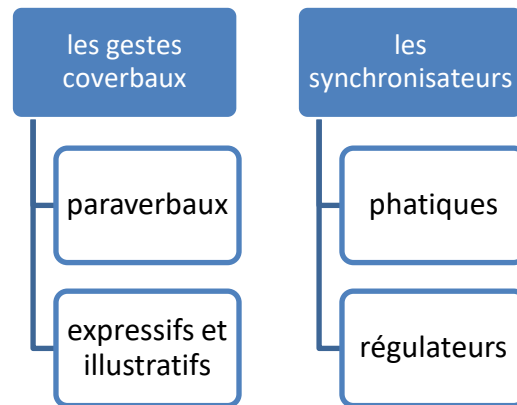 les gestes
coverbaux
paraverbaux
expressifs et
illustratifs
les
synchronisateurs
phatiques
régulateurs